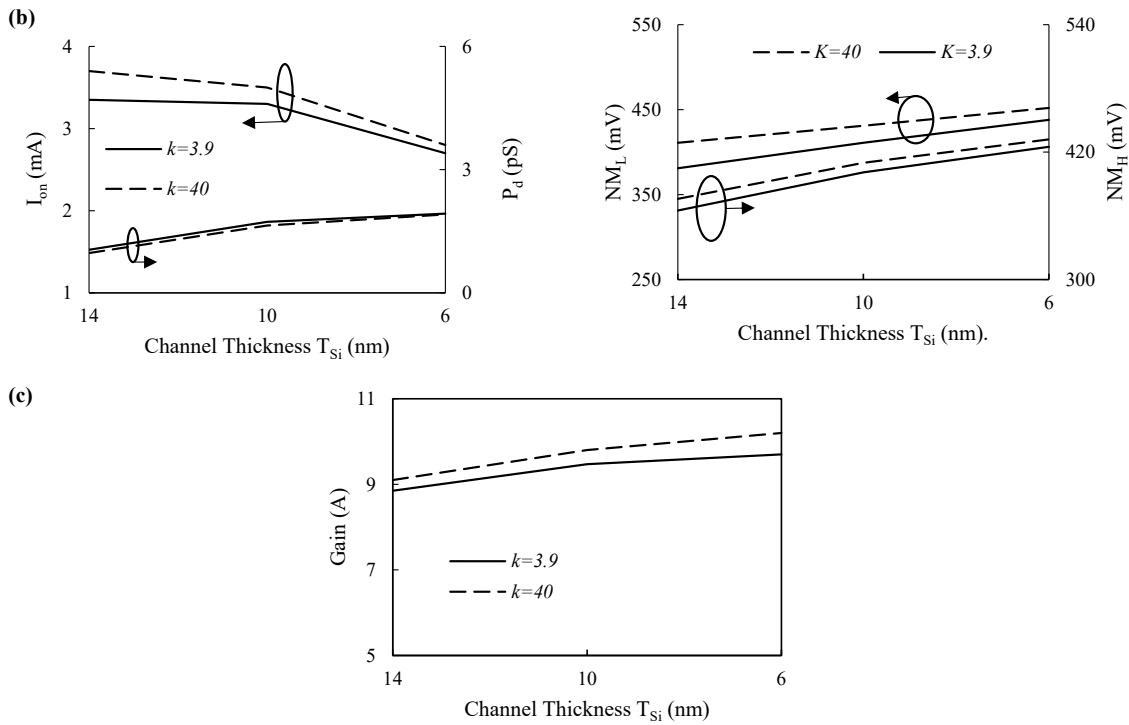 (b)
4
3
2
1
I_on (mA)
k=3.9
k=40
6
3
0
P_d (pS)
14
10
6
Channel Thickness T_Si (nm)
550
450
350
250
NM_L (mV)
K=40
K=3.9
540
420
300
NM_H (mV)
14
10
6
Channel Thickness T_Si (nm).
(c)
11
9
7
5
Gain (A)
k=3.9
k=40
14
10
6
Channel Thickness T_Si (nm)